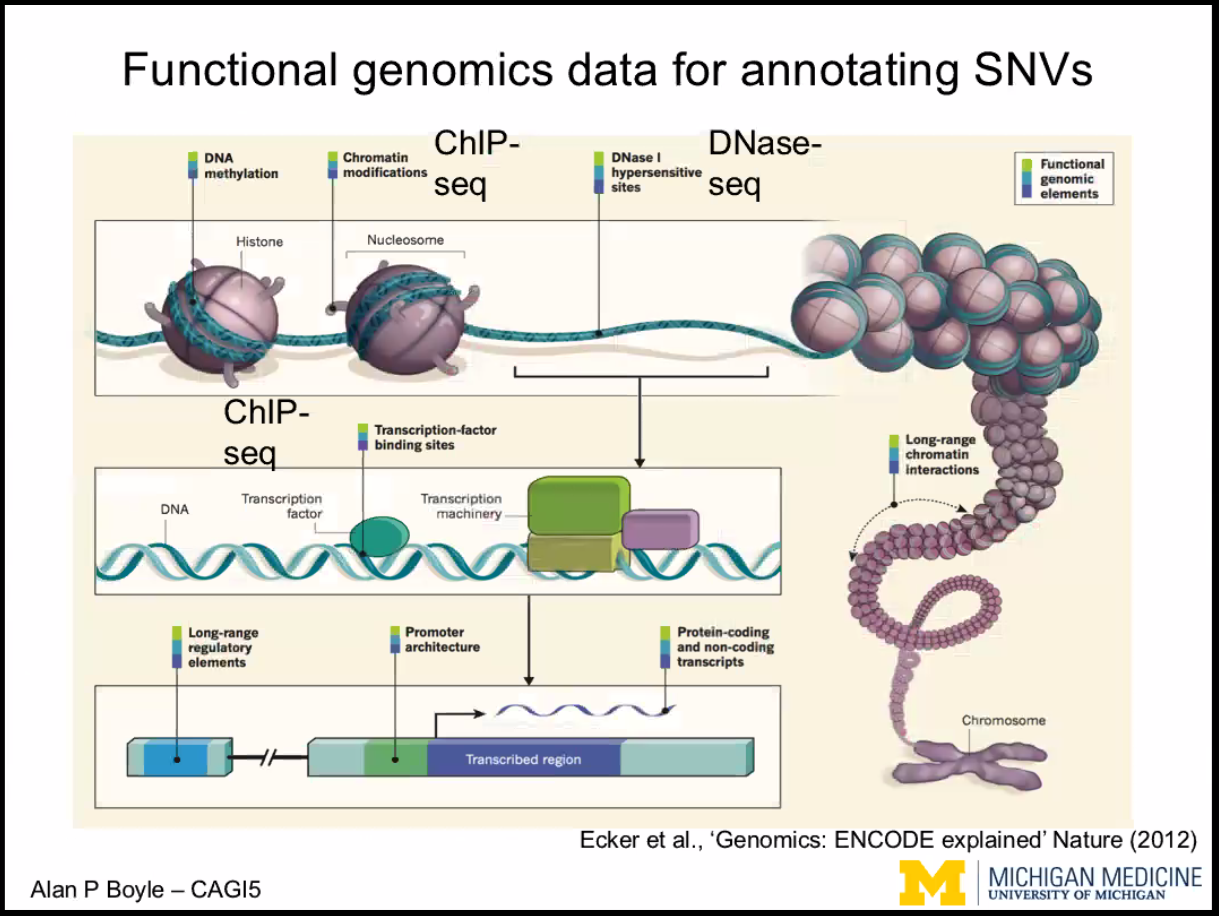 Functional genomics data for annotating SNVs
DNA
methylation
Chromatin
modifications
ChIP-
seq
DNase I
hypersensitive
sites
DNase-
seq
Functional
genomic
elements
Histone
Nucleosome
ChIP-
seq
Transcription-factor
binding sites
Long-range
chromatin
interactions
DNA
Transcription
factor
Transcription
machinery
Long-range
regulatory
elements
Promoter
architecture
Protein-coding
and non-coding
transcripts
Transcribed region
Chromosome
Ecker et al., ‘Genomics: ENCODE explained’ Nature (2012)
Alan P Boyle – CAGI5
M
MICHIGAN MEDICINE
UNIVERSITY OF MICHIGAN